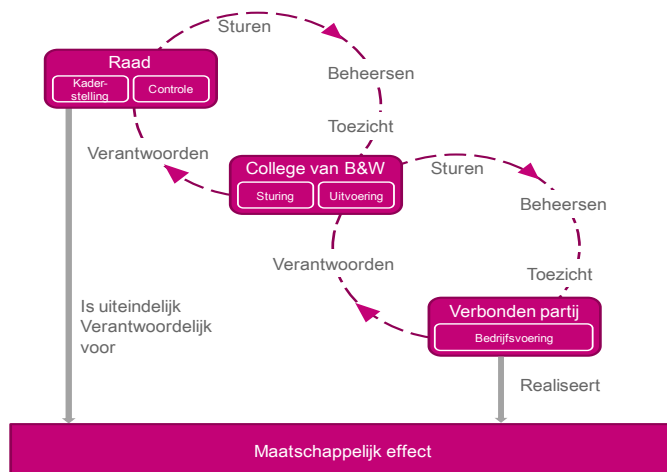 Sturen
Raad
Kader-
stelling
Controle
Beheersen
Toezicht
Verantwoorden
College van B&W
Sturing
Uitvoering
Sturen
Beheersen
Verantwoorden
Toezicht
Is uiteindelijk
Verantwoordelijk
voor
Verbonden partij
Bedrijfsvoering
Realiseert
Maatschappelijk effect